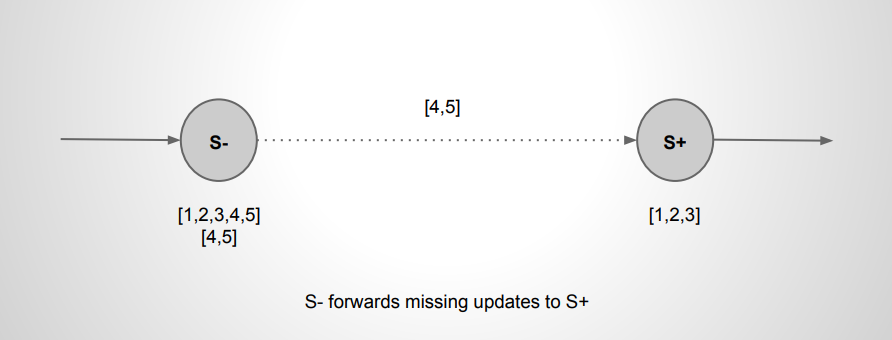 [4,5]
S-
S+
[1,2,3,4,5]
[1,2,3]
[4,5]
S- forwards missing updates to S+